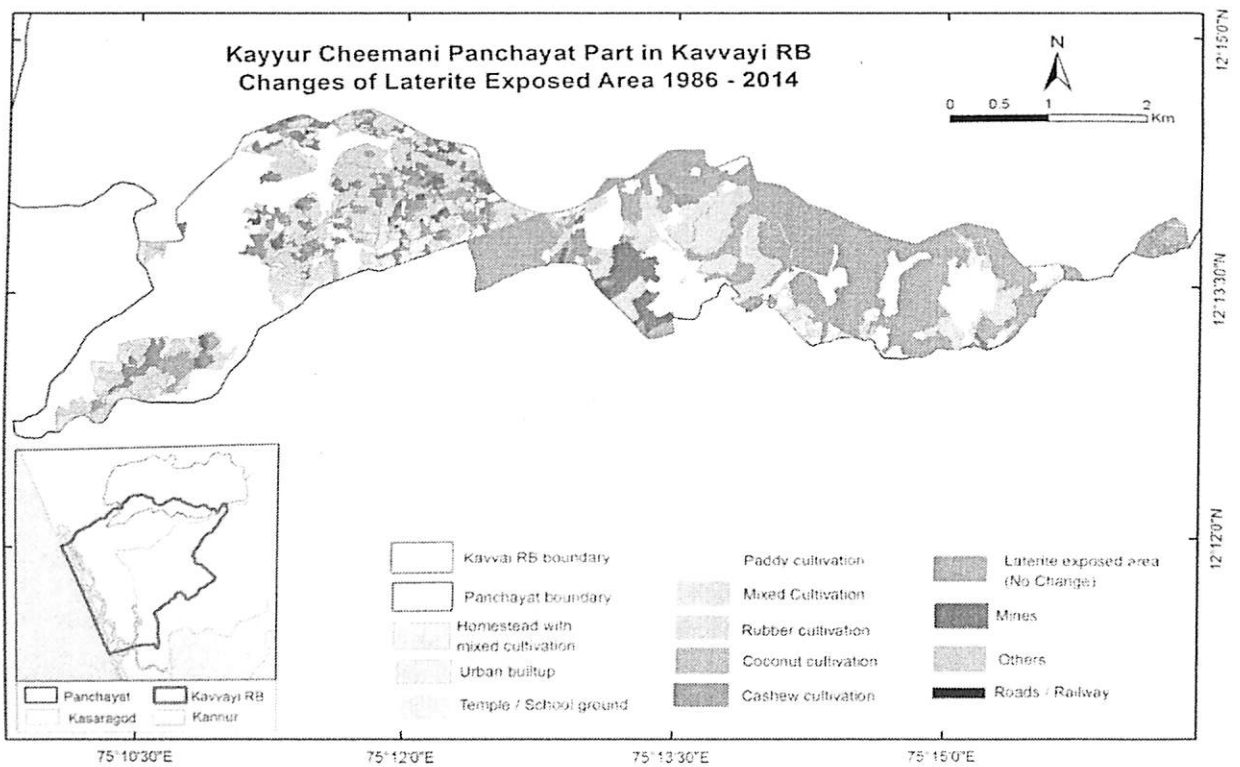 Kayyur Cheemani Panchayat Part in Kavvayi RB
Changes of Laterite Exposed Area 1986 - 2014
N
0 0.5 1 2
Km
12°15'0"N
12°13'30"N
12°12'0"N
Kavvai RB boundary
Panchayat boundary
Homestead with
mixed cultivation
Urban builtup
Temple / School ground
Paddy cultivation
Mixed Cultivation
Rubber cultivation
Coconut cultivation
Cashew cultivation
Laterite exposed area
(No Change)
Mines
Others
Roads / Railway
Panchayat
Kavvayi RB
Kasaragod
Kannur
75°10'30"E
75°12'0"E
75°13'30"E
75°15'0"E